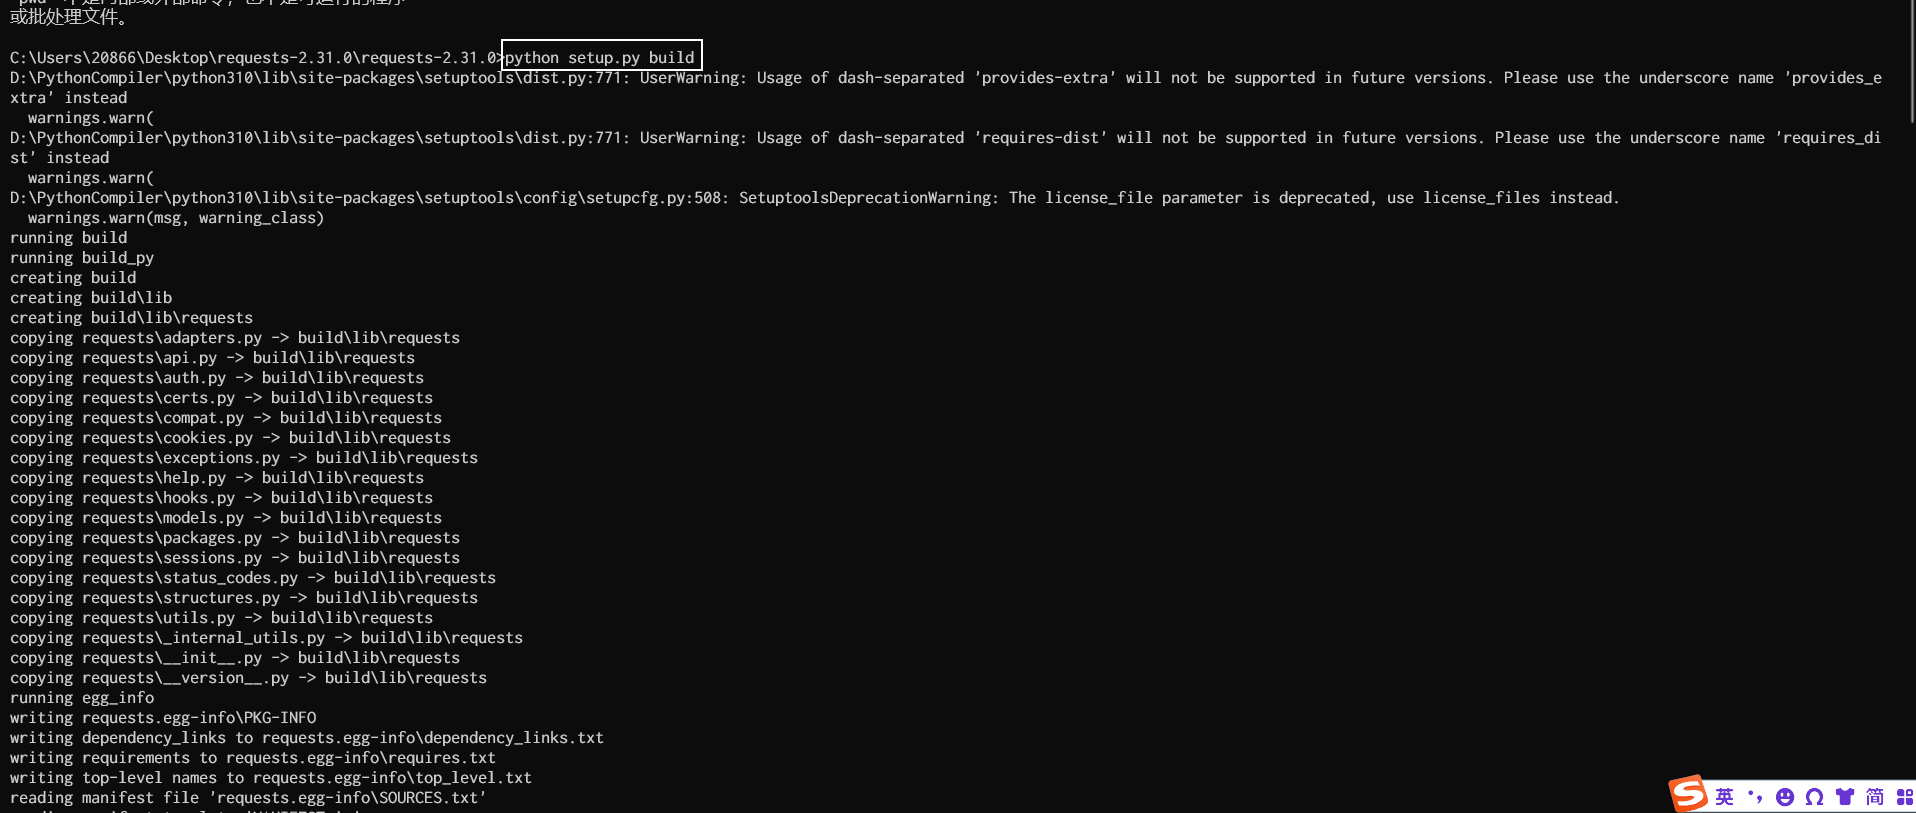 或批处理文件。
C:\Users\20866\Desktop\requests-2.31.0\requests-2.31.0>python setup.py build
D:\PythonCompiler\python310\lib\site-packages\setuptools\dist.py:771: UserWarning: Usage of dash-separated 'provides-extra' will not be supported in future versions. Please use the underscore name 'provides_e
xtra' instead
  warnings.warn(
D:\PythonCompiler\python310\lib\site-packages\setuptools\dist.py:771: UserWarning: Usage of dash-separated 'requires-dist' will not be supported in future versions. Please use the underscore name 'requires_di
st' instead
  warnings.warn(
D:\PythonCompiler\python310\lib\site-packages\setuptools\config\setupcfg.py:508: SetuptoolsDeprecationWarning: The license_file parameter is deprecated, use license_files instead.
  warnings.warn(msg, warning_class)
running build
running build_py
creating build
creating build\lib
creating build\lib\requests
copying requests\adapters.py -> build\lib\requests
copying requests\api.py -> build\lib\requests
copying requests\auth.py -> build\lib\requests
copying requests\certs.py -> build\lib\requests
copying requests\compat.py -> build\lib\requests
copying requests\cookies.py -> build\lib\requests
copying requests\exceptions.py -> build\lib\requests
copying requests\help.py -> build\lib\requests
copying requests\hooks.py -> build\lib\requests
copying requests\models.py -> build\lib\requests
copying requests\packages.py -> build\lib\requests
copying requests\sessions.py -> build\lib\requests
copying requests\status_codes.py -> build\lib\requests
copying requests\structures.py -> build\lib\requests
copying requests\utils.py -> build\lib\requests
copying requests\_internal_utils.py -> build\lib\requests
copying requests\__init__.py -> build\lib\requests
copying requests\__version__.py -> build\lib\requests
running egg_info
writing requests.egg-info\PKG-INFO
writing dependency_links to requests.egg-info\dependency_links.txt
writing requirements to requests.egg-info\requires.txt
writing top-level names to requests.egg-info\top_level.txt
reading manifest file 'requests.egg-info\SOURCES.txt'
英 简